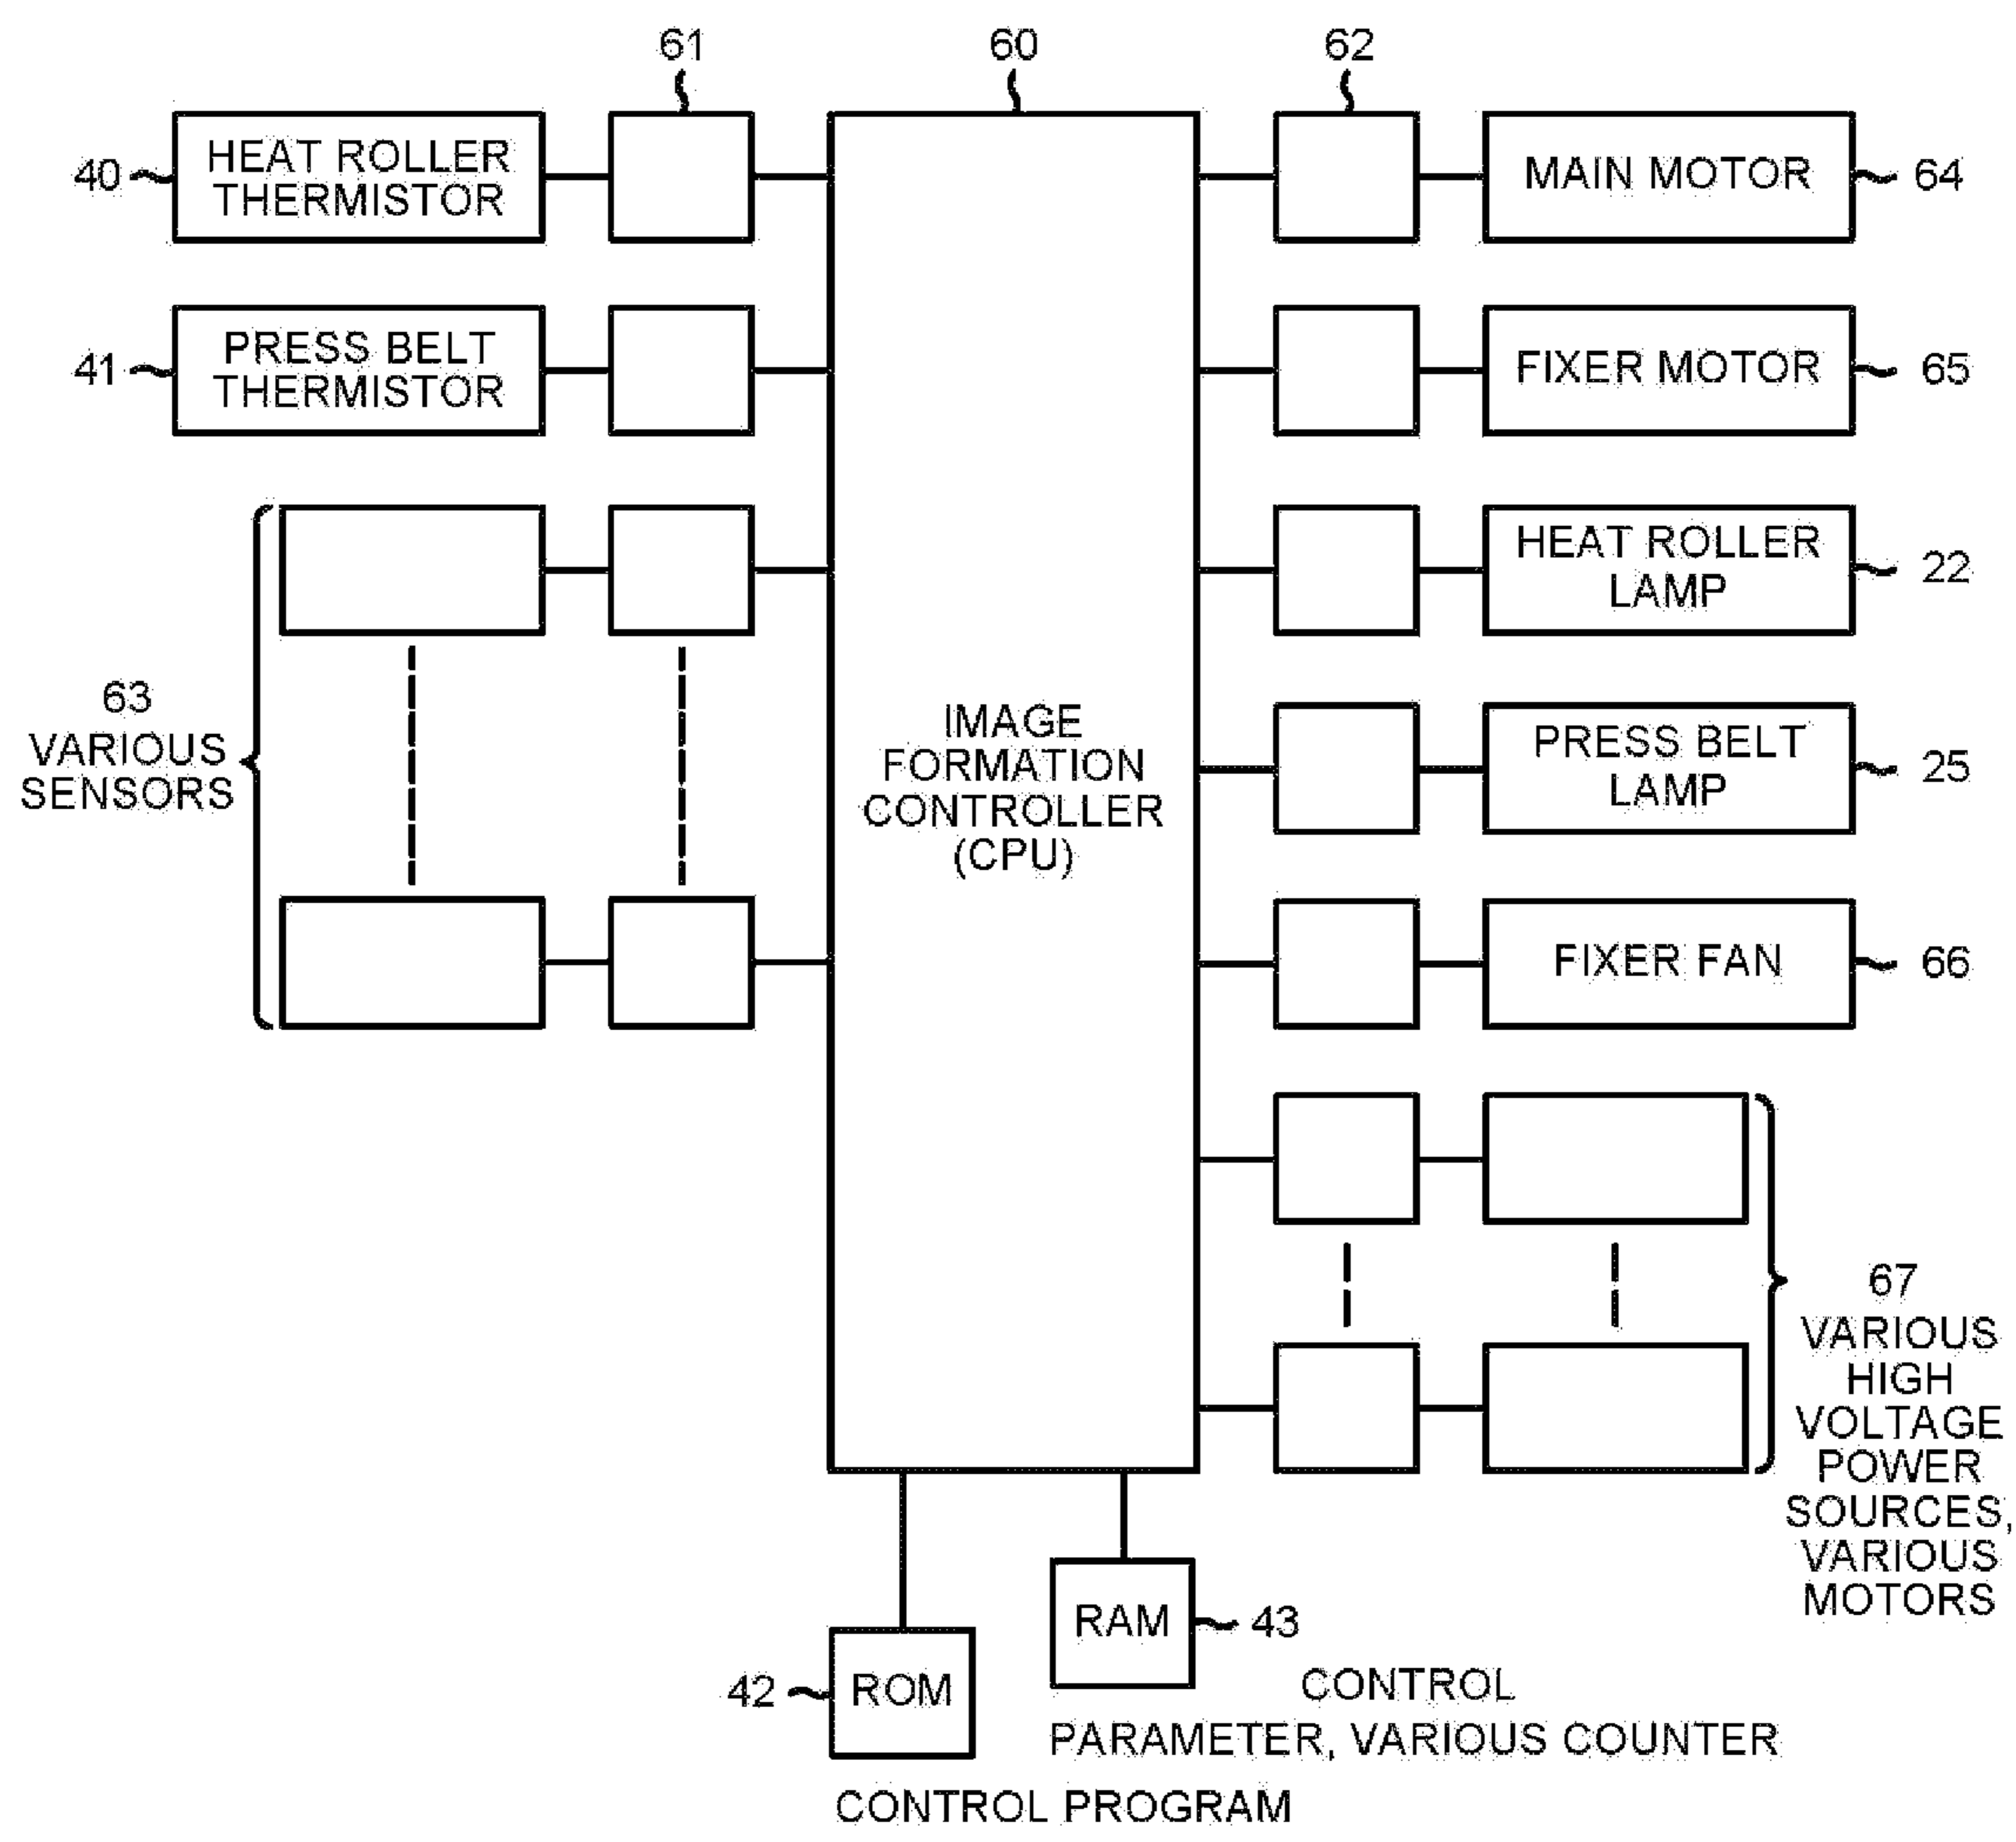 61
60
62
40
HEAT ROLLER
THERMISTOR
MAIN MOTOR
64
41
PRESS BELT
THERMISTOR
FIXER MOTOR
65
HEAT ROLLER
LAMP
22
63
VARIOUS
SENSORS
IMAGE
FORMATION
CONTROLLER
(CPU)
PRESS BELT
LAMP
25
FIXER FAN
66
67
VARIOUS
HIGH
VOLTAGE
POWER
SOURCES,
VARIOUS
MOTORS
RAM
43
42
ROM
CONTROL
PARAMETER, VARIOUS COUNTER
CONTROL PROGRAM